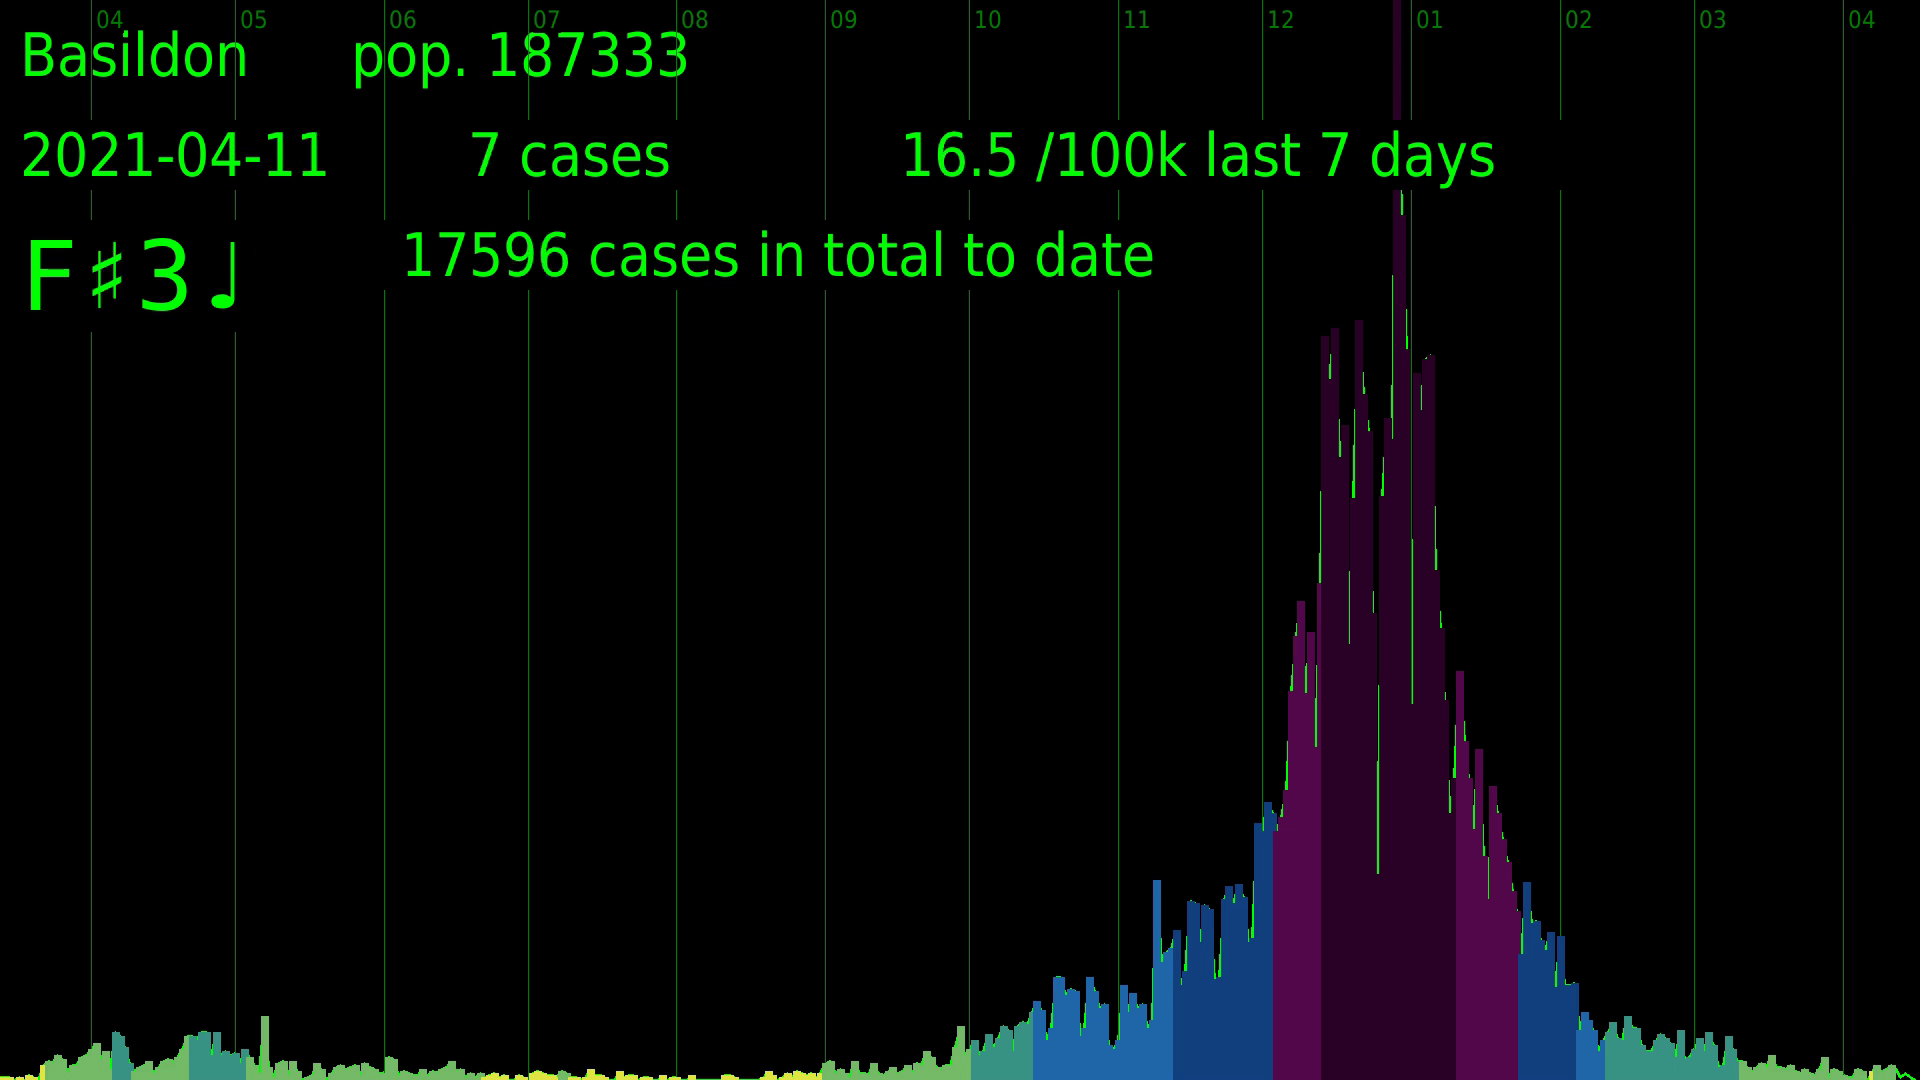 04 05 06 07 08 09 10 11 12 01 02 03 04
Basildon pop. 187333
2021-04-11 7 cases 16.5 /100k last 7 days
F♯3♩ 17596 cases in total to date